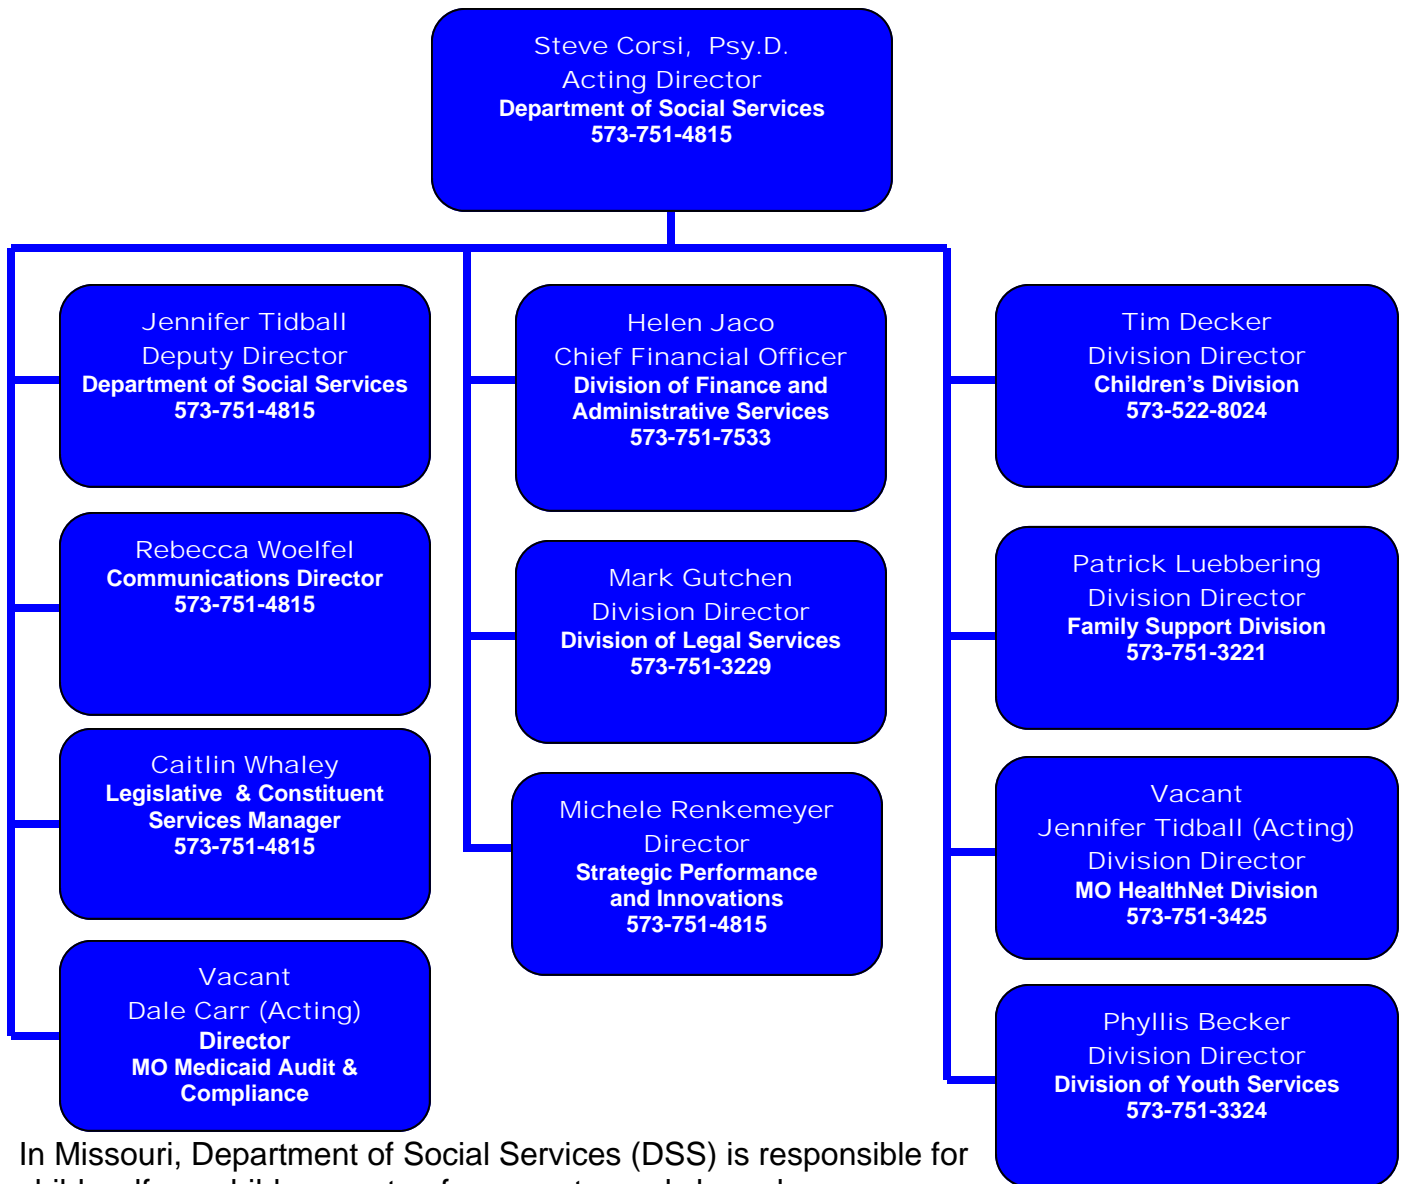 Steve Corsi, Psy.D.
Acting Director
Department of Social Services
573-751-4815
Jennifer Tidball
Deputy Director
Department of Social Services
573-751-4815
Rebecca Woelfel
Communications Director
573-751-4815
Caitlin Whaley
Legislative & Constituent
Services Manager
573-751-4815
Vacant
Dale Carr (Acting)
Director
MO Medicaid Audit &
Compliance
Helen Jaco
Chief Financial Officer
Division of Finance and
Administrative Services
573-751-7533
Mark Gutchen
Division Director
Division of Legal Services
573-751-3229
Michele Renkemeyer
Director
Strategic Performance
and Innovations
573-751-4815
Tim Decker
Division Director
Children’s Division
573-522-8024
Patrick Luebbering
Division Director
Family Support Division
573-751-3221
Vacant
Jennifer Tidball (Acting)
Division Director
MO HealthNet Division
573-751-3425
Phyllis Becker
Division Director
Division of Youth Services
573-751-3324
In Missouri, Department of Social Services (DSS) is responsible for